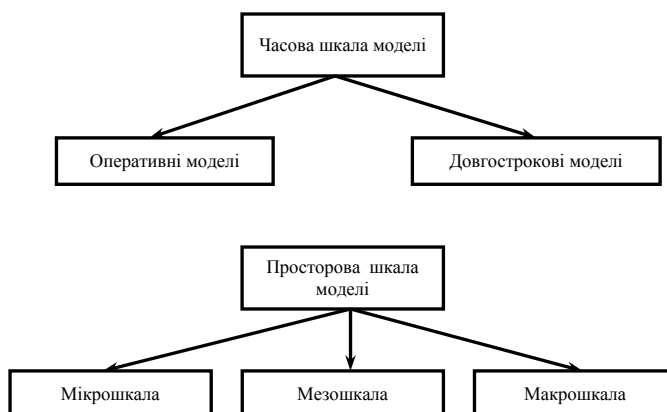 Часова шкала моделі
Оперативні моделі
Довгострокові моделі
Просторова шкала
моделі
Мікрошкала
Мезошкала
Макрошкала